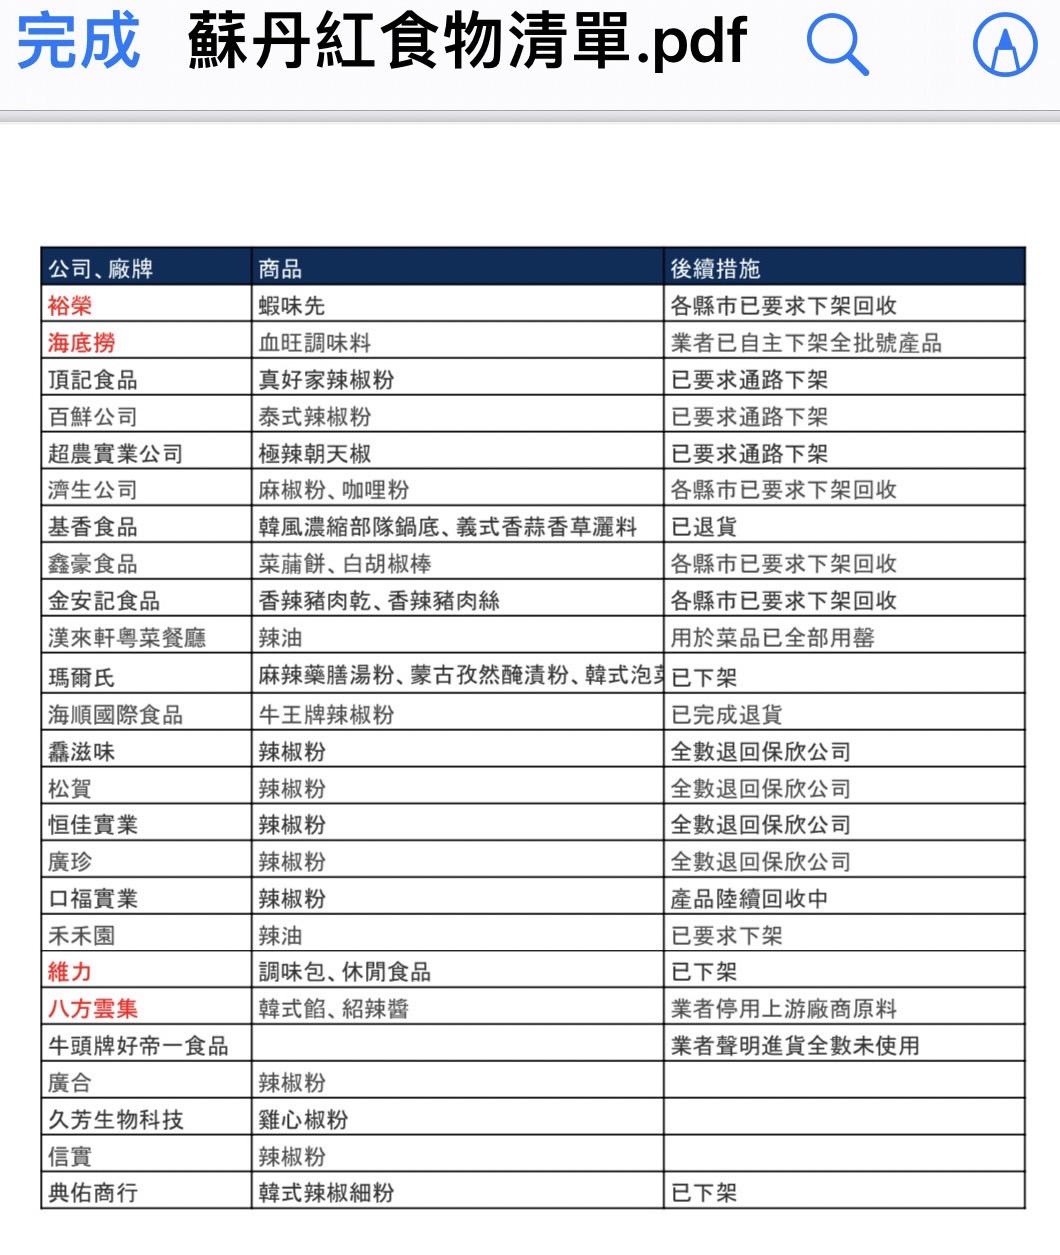 完成 蘇丹紅食物清單.pdf
公司、廠牌 商品 後續措施
裕榮 蝦味先 各縣市已要求下架回收
海底撈 血旺調味料 業者已自主下架全批號產品
頂記食品 真好家辣椒粉 已要求通路下架
百鮮公司 泰式辣椒粉 已要求通路下架
超農實業公司 極辣朝天椒 已要求通路下架
濟生公司 麻椒粉、咖哩粉 各縣市已要求下架回收
基香食品 韓風濃縮部隊鍋底、義式香蒜香草灑料 已退貨
鑫豪食品 菜蒲餅、白胡椒棒 各縣市已要求下架回收
金安記食品 香辣豬肉乾、香辣豬肉絲 各縣市已要求下架回收
漢來軒粵菜餐廳 辣油 用於菜品已全部用罄
瑪爾氏 麻辣藥膳湯粉、蒙古孜然醃漬粉、韓式泡菜 已下架
海順國際食品 牛王牌辣椒粉 已完成退貨
馫滋味 辣椒粉 全數退回保欣公司
松賀 辣椒粉 全數退回保欣公司
恒佳實業 辣椒粉 全數退回保欣公司
廣珍 辣椒粉 全數退回保欣公司
口福實業 辣椒粉 產品陸續回收中
禾禾園 辣油 已要求下架
維力 調味包、休閒食品 已下架
八方雲集 韓式餡、紹辣醬 業者停用上游廠商原料
牛頭牌好帝一食品 業者聲明進貨全數未使用
廣合 辣椒粉
久芳生物科技 雞心椒粉
信實 辣椒粉
典佑商行 韓式辣椒細粉 已下架